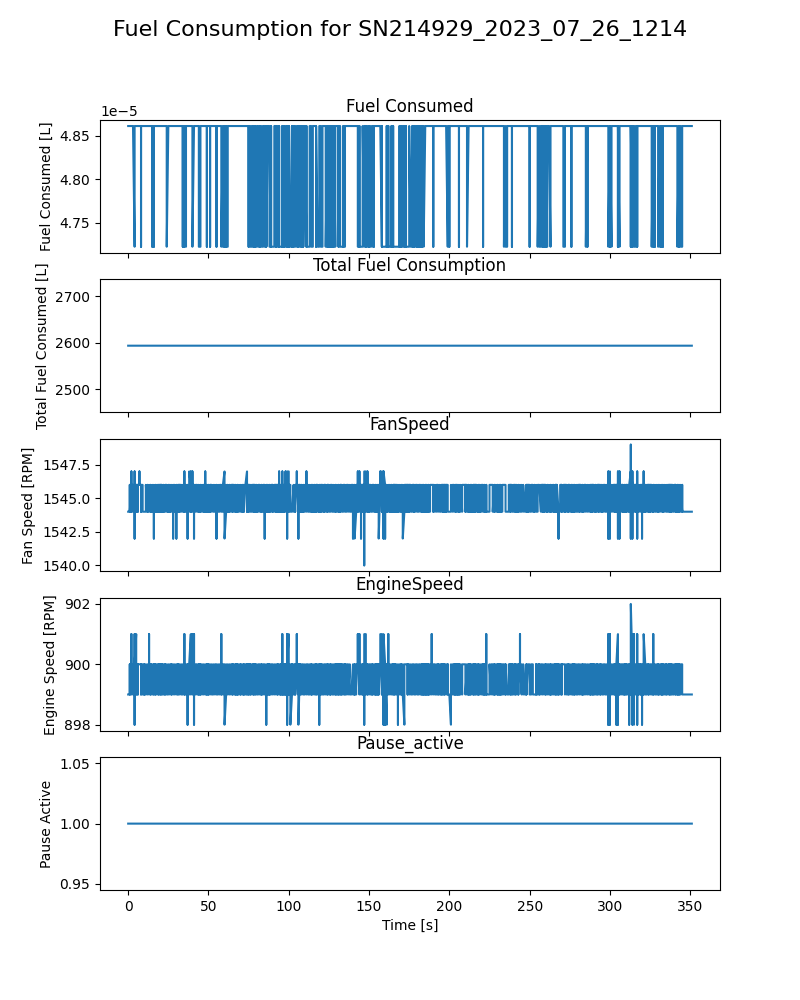 Fuel Consumption for SN214929_2023_07_26_1214
1e−5
Fuel Consumed
4.85
4.80
4.75
Fuel Consumed [L]
Total Fuel Consumption
2700
2600
2500
Total Fuel Consumed [L]
FanSpeed
1547.5
1545.0
1542.5
1540.0
Fan Speed [RPM]
EngineSpeed
902
900
898
Engine Speed [RPM]
Pause_active
1.05
1.00
0.95
Pause Active
0 50 100 150 200 250 300 350
Time [s]